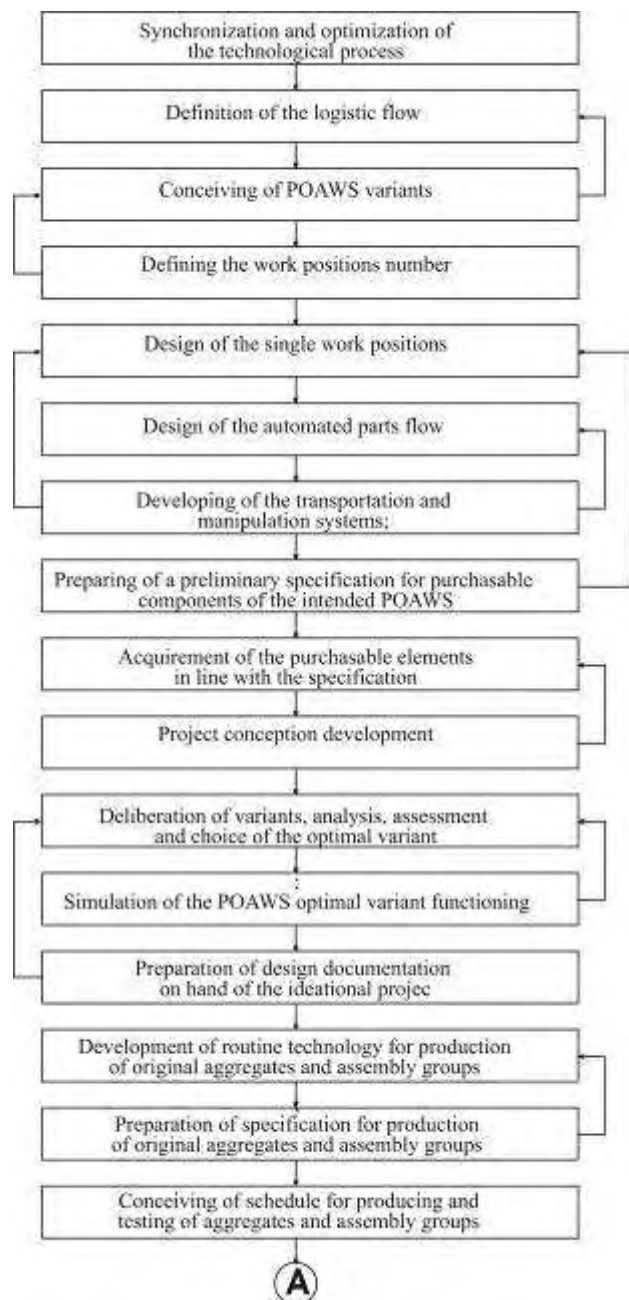 Synchronization and optimization of
the technological process
Definition of the logistic flow
Conceiving of POAWS variants
Defining the work positions number
Design of the single work positions
Design of the automated parts flow
Developing of the transportation and
manipulation systems;
Preparing of a preliminary specification for purchasable
components of the intended POAWS
Acquirement of the purchasable elements
in line with the specification
Project conception development
Deliberation of variants, analysis, assessment
and choice of the optimal variant
Simulation of the POAWS optimal variant functioning
Preparation of design documentation
on hand of the ideational projec
Development of routine technology for production
of original aggregates and assembly groups
Preparation of specification for production
of original aggregates and assembly groups
Conceiving of schedule for producing and
testing of aggregates and assembly groups
A